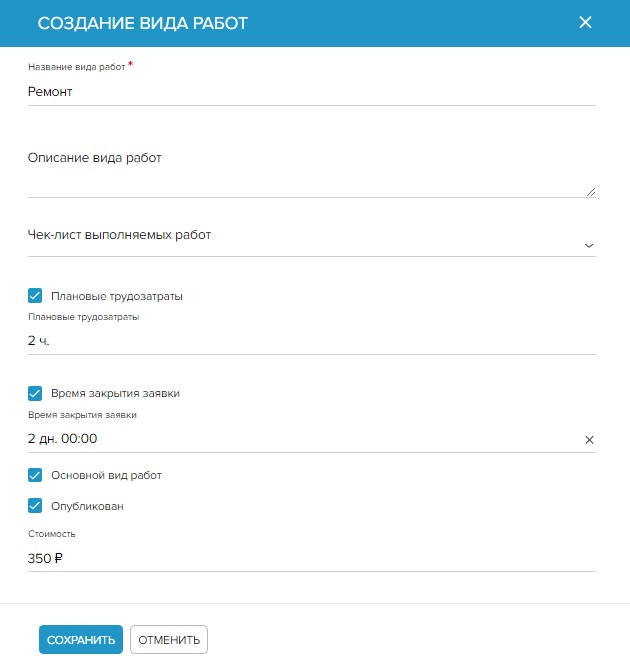 СОЗДАНИЕ ВИДА РАБОТ
Название вида работ *
Ремонт
Описание вида работ
Чек-лист выполняемых работ
Плановые трудозатраты
Плановые трудозатраты
2 ч.
Время закрытия заявки
Время закрытия заявки
2 дн. 00:00
Основной вид работ
Опубликован
Стоимость
350 ₽
СОХРАНИТЬ ОТМЕНИТЬ